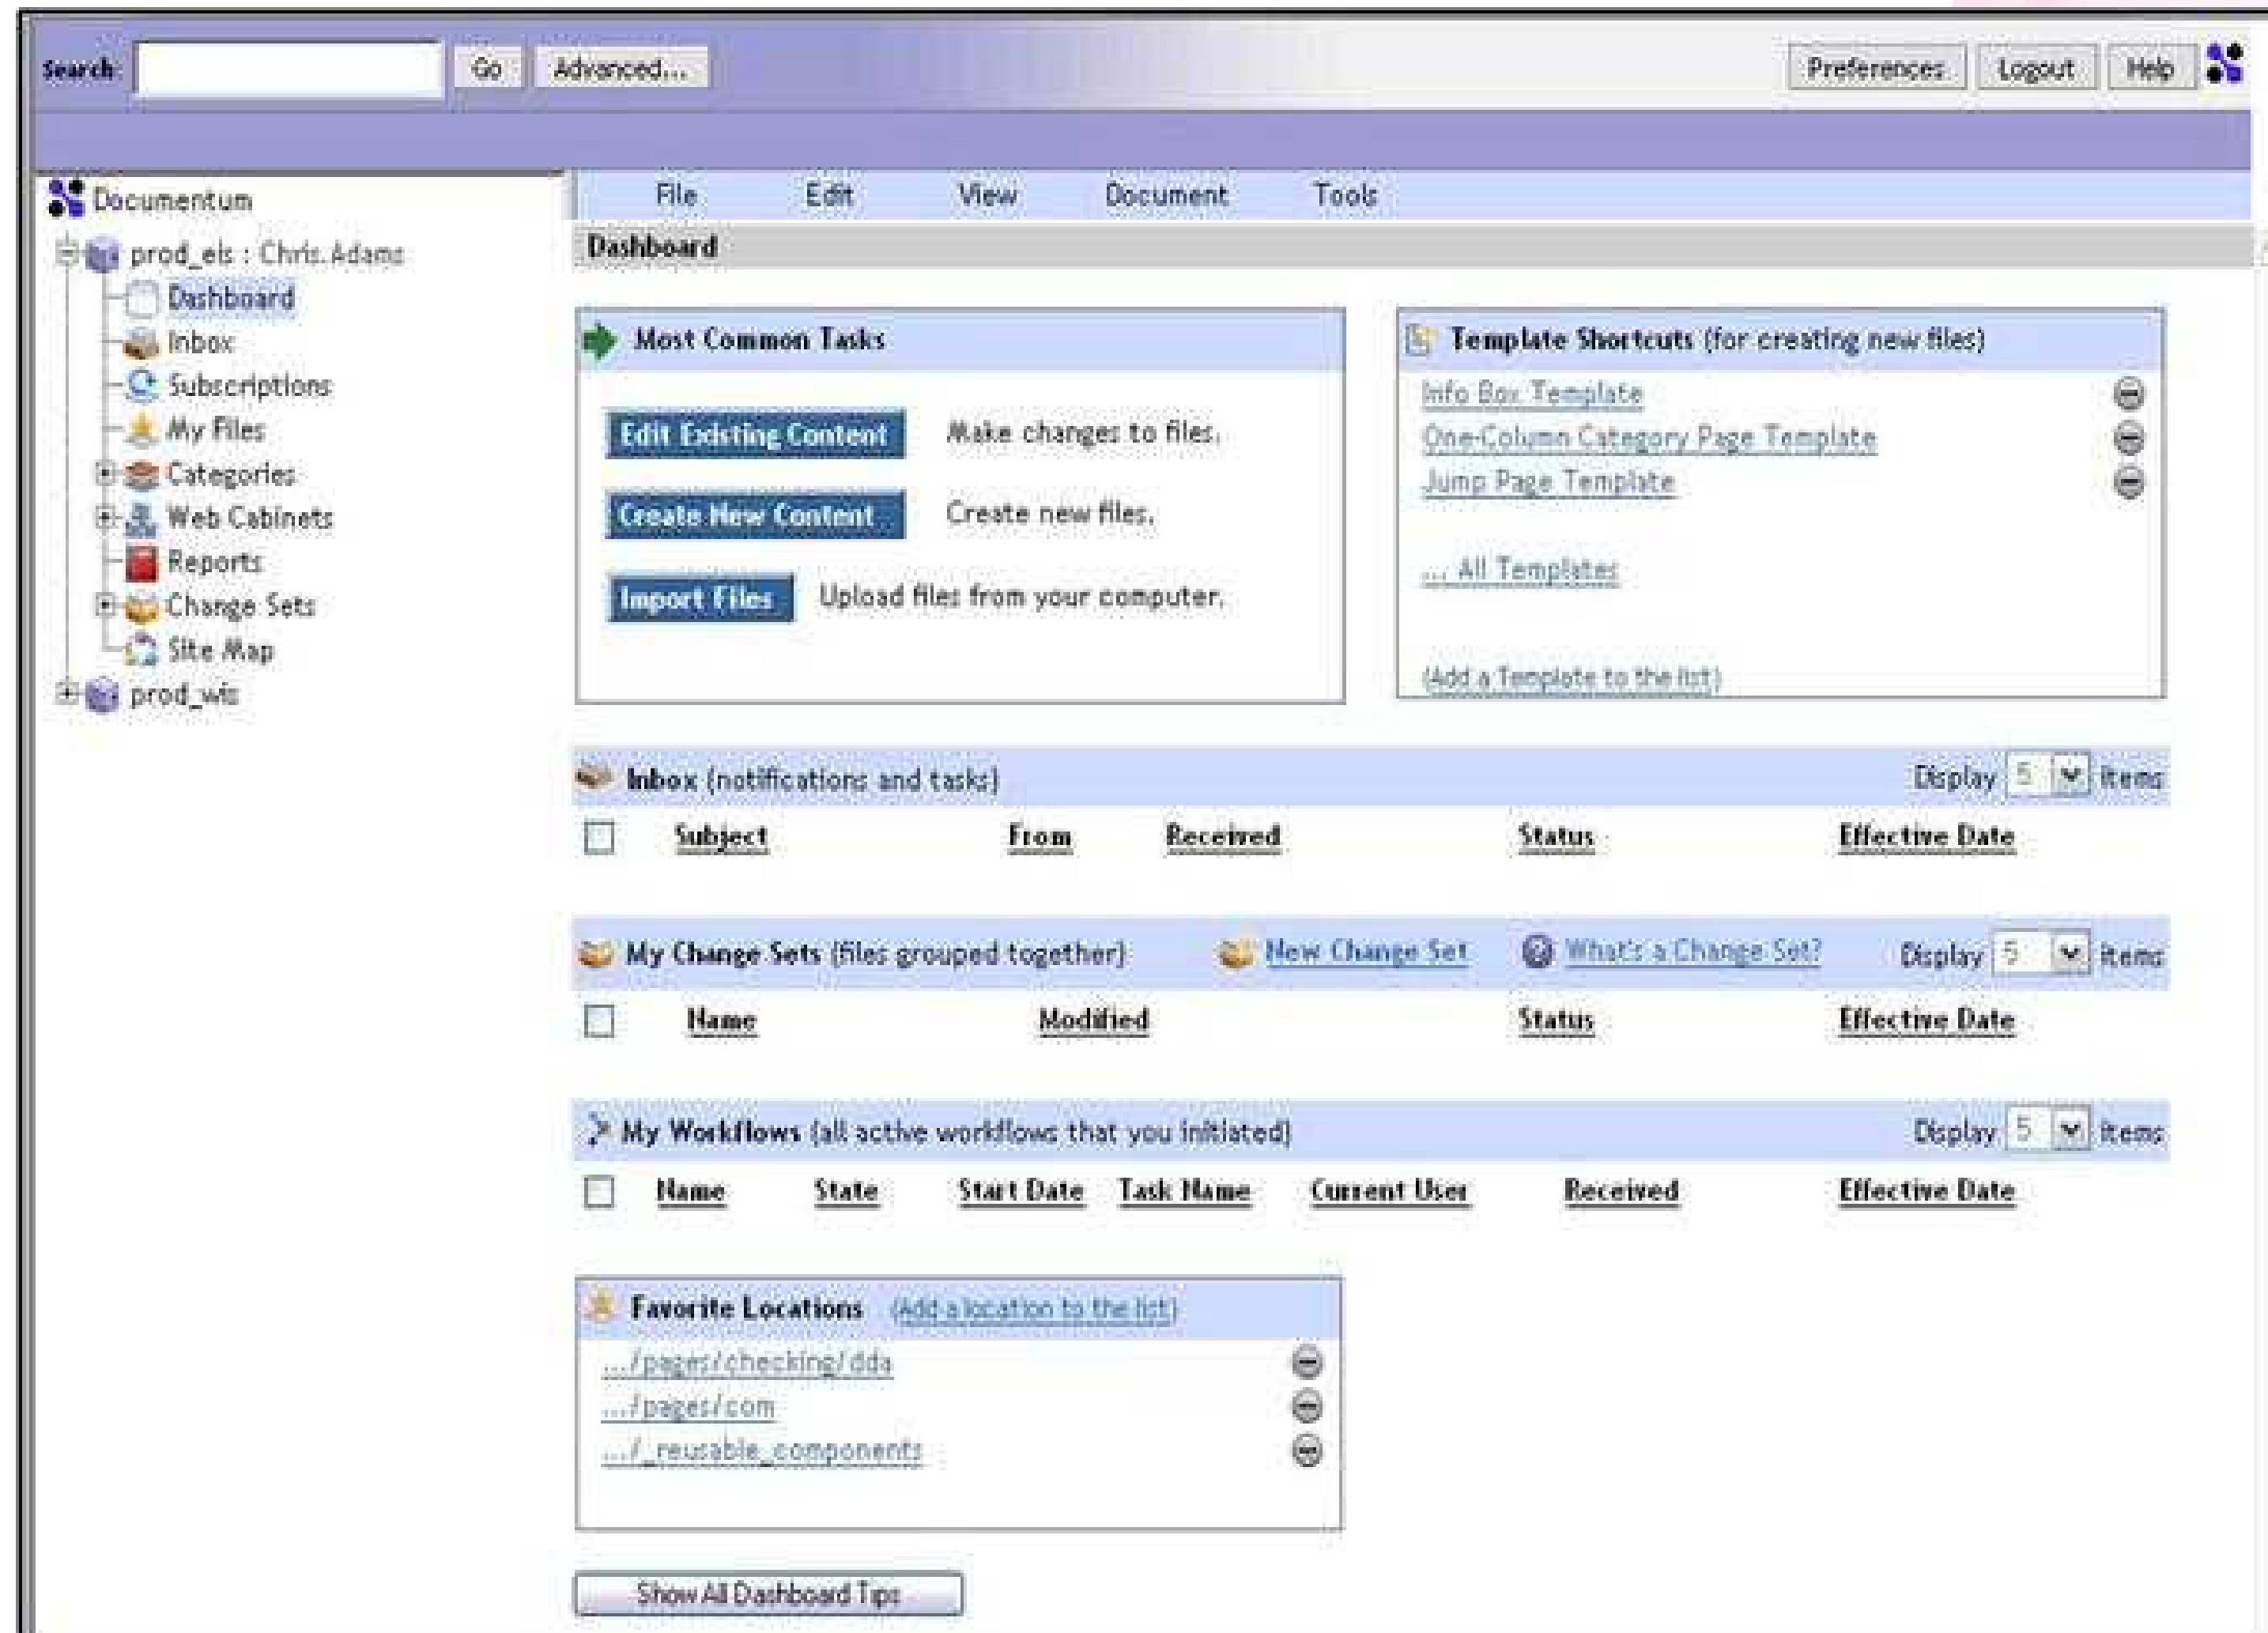 Search: Go Advanced... Preferences Logout Help
Documentum
prod_eis : Chris.Adams
Dashboard
Inbox
Subscriptions
My Files
Categories
Web Cabinets
Reports
Change Sets
Site Map
prod_wis
File Edit View Document Tools
Dashboard
Most Common Tasks
Edit Existing Content Make changes to files.
Create New Content Create new files.
Import Files Upload files from your computer.
Template Shortcuts (for creating new files)
Info Box Template
One-Column Category Page Template
Jump Page Template
... All Templates
(Add a Template to the list)
Inbox (notifications and tasks) Display 5 items
Subject From Received Status Effective Date
My Change Sets (files grouped together) New Change Set What's a Change Set? Display 5 items
Name Modified Status Effective Date
My Workflows (all active workflows that you initiated) Display 5 items
Name State Start Date Task Name Current User Received Effective Date
Favorite Locations (Add a location to the list)
.../pages/checking/dda
.../pages/com
.../_reusable_components
Show All Dashboard Tips